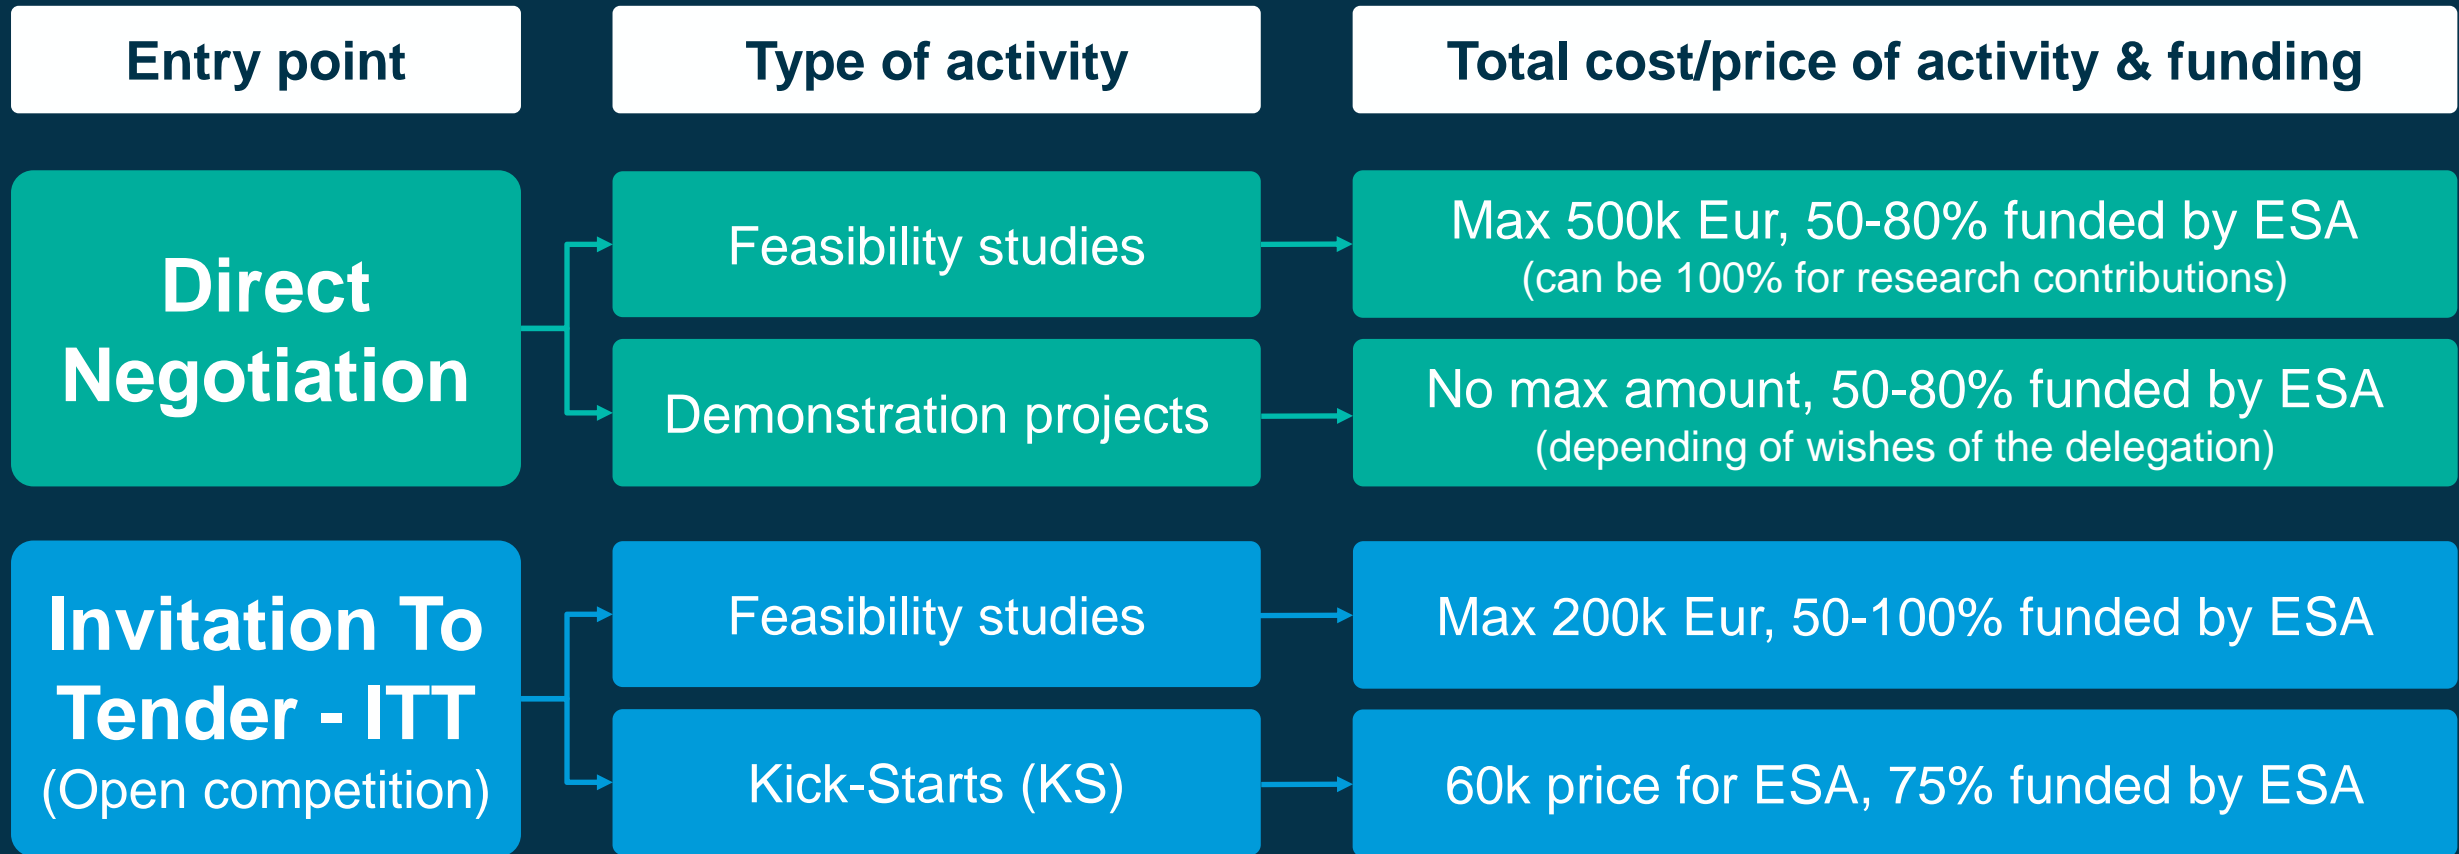 Entry point
Type of activity
Total cost/price of activity & funding
Direct
Negotiation
Feasibility studies
Max 500k Eur, 50-80% funded by ESA
(can be 100% for research contributions)
Demonstration projects
No max amount, 50-80% funded by ESA
(depending of wishes of the delegation)
Invitation To
Tender - ITT
(Open competition)
Feasibility studies
Max 200k Eur, 50-100% funded by ESA
Kick-Starts (KS)
60k price for ESA, 75% funded by ESA